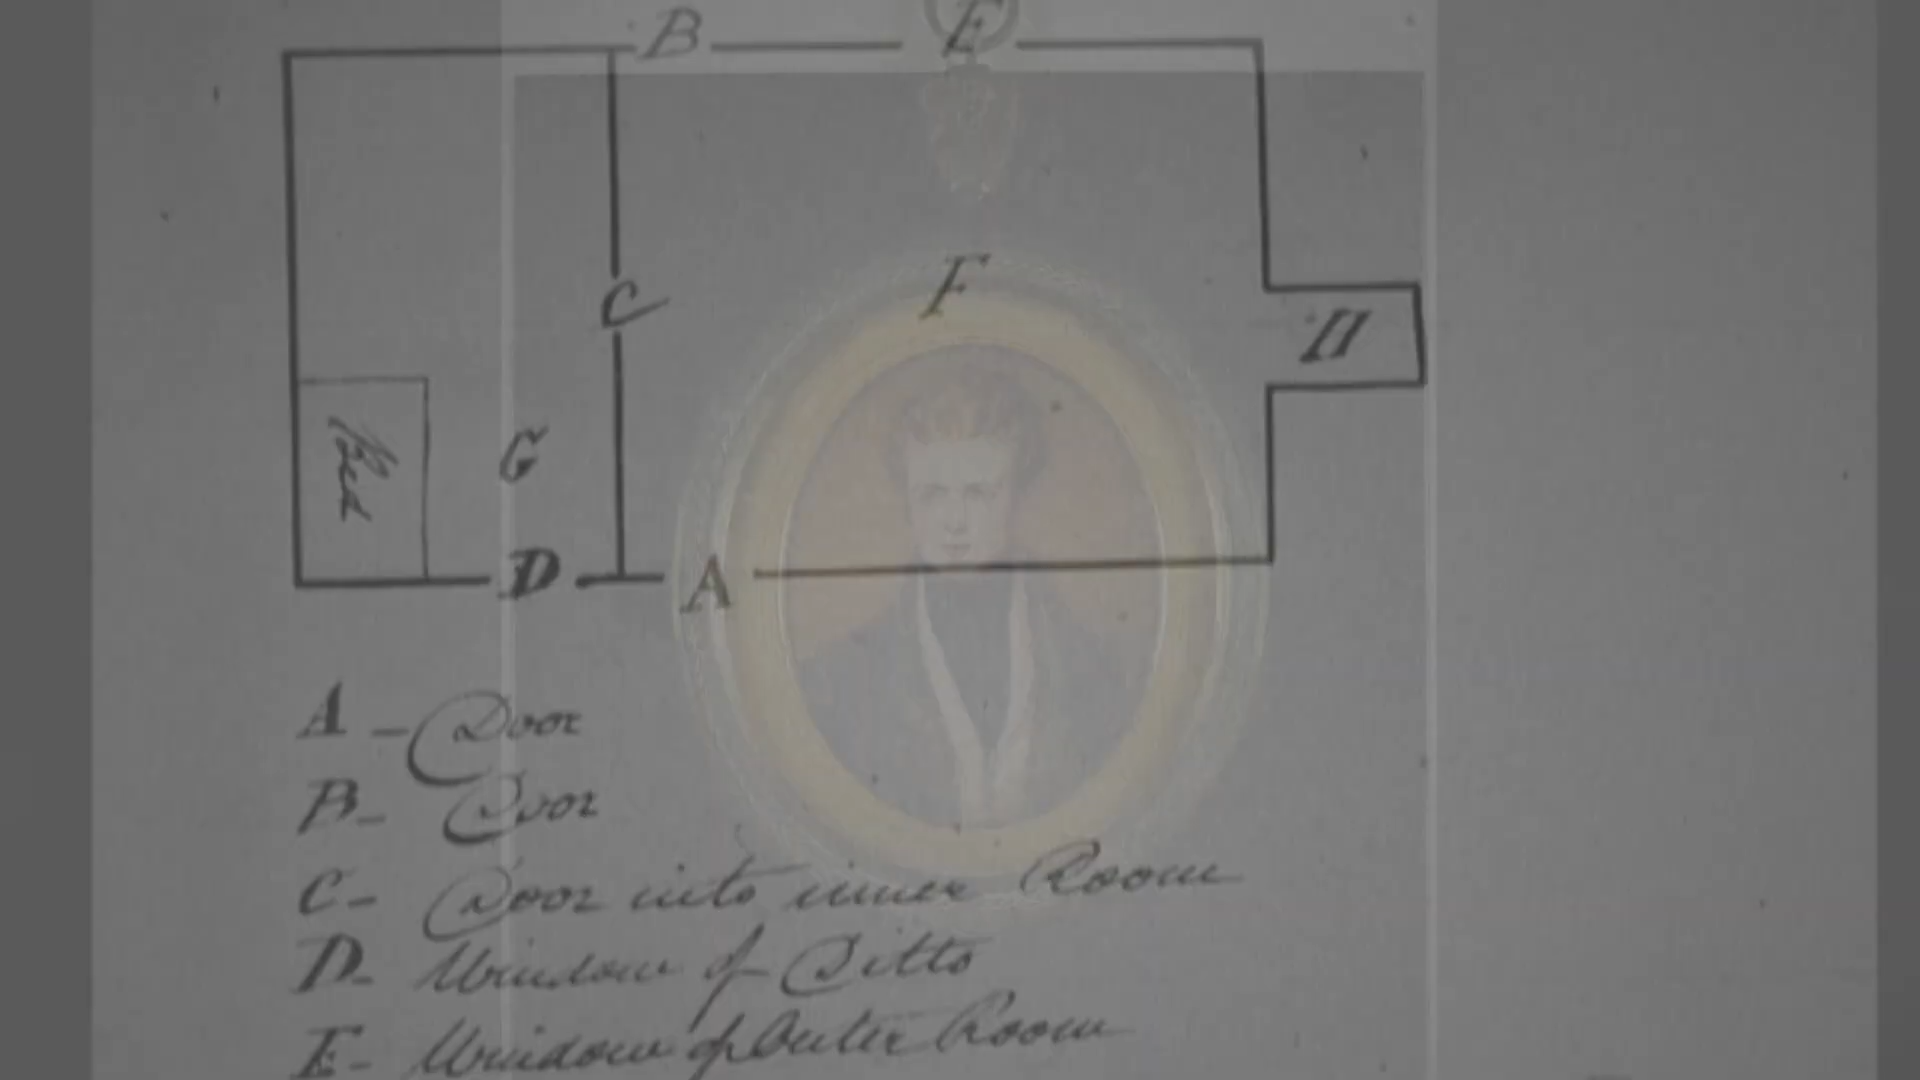 B E
C F H
Bed G
D A
A - Door
B - Door
C - Door into inner Room
D - Window of Ditto
E - Window of Outer Room